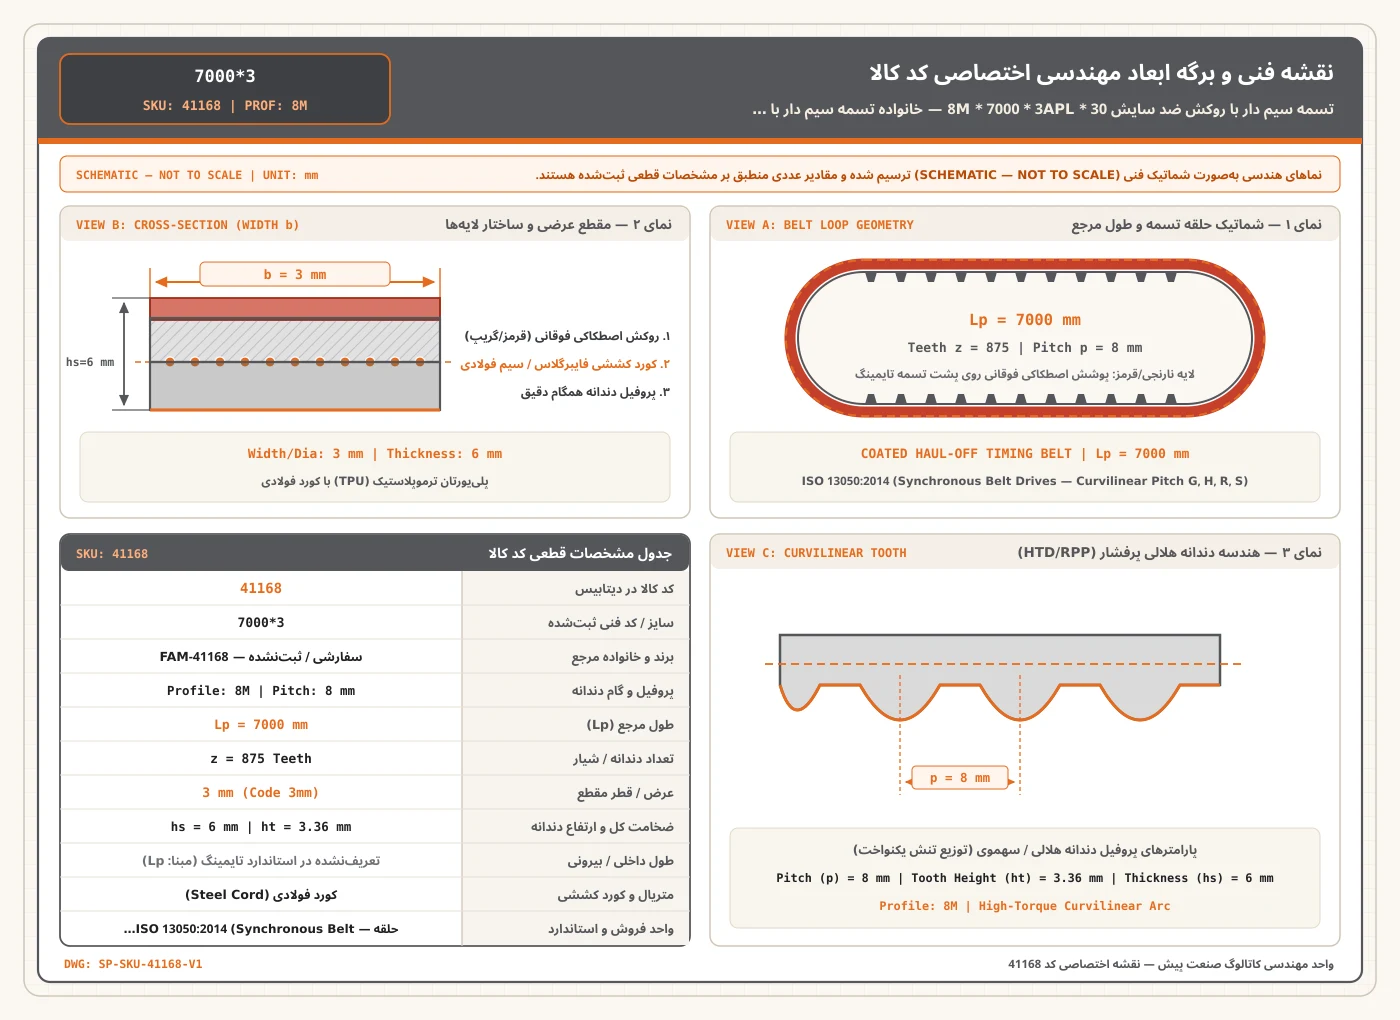 نقشه فنی و برگه ابعاد مهندسی اختصاصی کد کالا
تسمه سیم دار با روکش ضد سایش 30 * 8M * 7000 * 3APL — خانواده تسمه سیم دار با ...
7000*3
SKU: 41168 | PROF: 8M
نماهای هندسی به‌صورت شماتیک فنی (SCHEMATIC — NOT TO SCALE) ترسیم شده و مقادیر عددی منطبق بر مشخصات قطعی ثبت‌شده هستند.
SCHEMATIC — NOT TO SCALE | UNIT: mm
نمای ۱ — شماتیک حلقه تسمه و طول مرجع
VIEW A: BELT LOOP GEOMETRY
Lp = 7000 mm
Teeth z = 875 | Pitch p = 8 mm
لایه نارنجی/قرمز: پوشش اصطکاکی فوقانی روی پشت تسمه تایمینگ
COATED HAUL-OFF TIMING BELT | Lp = 7000 mm
ISO 13050:2014 (Synchronous Belt Drives — Curvilinear Pitch G, H, R, S)
نمای ۲ — مقطع عرضی و ساختار لایه‌ها
VIEW B: CROSS-SECTION (WIDTH b)
b = 3 mm
hs=6 mm
۱. روکش اصطکاکی فوقانی (قرمز/گریپ)
۲. کورد کششی فایبرگلاس / سیم فولادی
۳. پروفیل دندانه همگام دقیق
Width/Dia: 3 mm | Thickness: 6 mm
پلی‌یورتان ترموپلاستیک (TPU) با کورد فولادی
نمای ۳ — هندسه دندانه هلالی پرفشار (HTD/RPP)
VIEW C: CURVILINEAR TOOTH
p = 8 mm
پارامترهای پروفیل دندانه هلالی / سهموی (توزیع تنش یکنواخت)
Pitch (p) = 8 mm | Tooth Height (ht) = 3.36 mm | Thickness (hs) = 6 mm
Profile: 8M | High-Torque Curvilinear Arc
جدول مشخصات قطعی کد کالا
SKU: 41168
کد کالا در دیتابیس
41168
سایز / کد فنی ثبت‌شده
7000*3
برند و خانواده مرجع
سفارشی / ثبت‌نشده — FAM-41168
پروفیل و گام دندانه
Profile: 8M | Pitch: 8 mm
طول مرجع (Lp)
Lp = 7000 mm
تعداد دندانه / شیار
z = 875 Teeth
عرض / قطر مقطع
3 mm (Code 3mm)
ضخامت کل و ارتفاع دندانه
hs = 6 mm | ht = 3.36 mm
طول داخلی / بیرونی
تعریف‌نشده در استاندارد تایمینگ (مبنا: Lp)
متریال و کورد کششی
کورد فولادی (Steel Cord)
واحد فروش و استاندارد
حلقه — ISO 13050:2014 (Synchronous Belt...
واحد مهندسی کاتالوگ صنعت پیش — نقشه اختصاصی کد 41168
DWG: SP-SKU-41168-V1